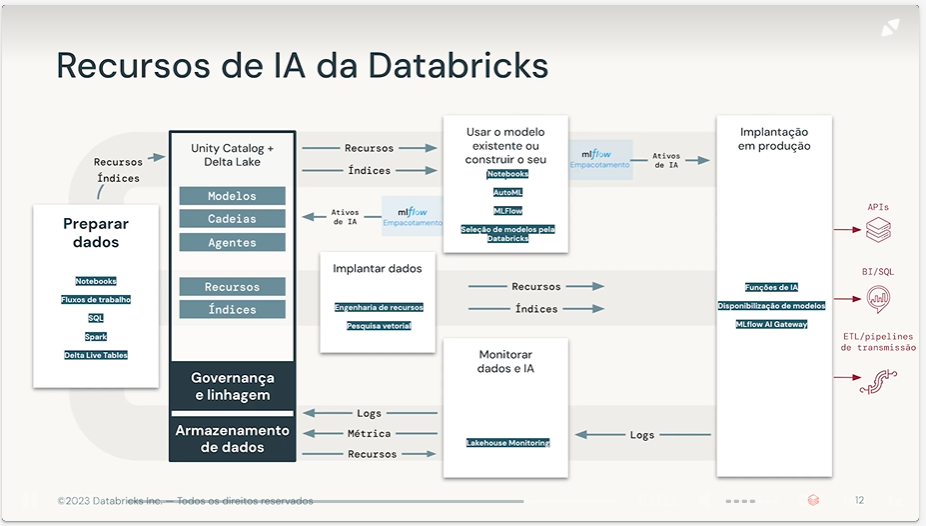 Recursos de IA da Databricks
Recursos
Índices
Preparar
dados
Notebooks
Fluxos de trabalho
SQL
Spark
Delta Live Tables
Unity Catalog +
Delta Lake
Modelos
Cadeias
Agentes
Recursos
Índices
Governança
e linhagem
Armazenamento
de dados
Recursos
Índices
Ativos
de IA
mlflow
Empacotamento
Usar o modelo
existente ou
construir o seu
Notebooks
AutoML
MLFlow
Seleção de modelos pela
Databricks
mlflow
Empacotamento
Ativos
de IA
Implantar dados
Engenharia de recursos
Pesquisa vetorial
Recursos
Índices
Monitorar
dados e IA
Lakehouse Monitoring
Logs
Métrica
Recursos
Logs
Implantação
em produção
Funções de IA
Disponibilização de modelos
MLflow AI Gateway
APIs
BI/SQL
ETL/pipelines
de transmissão
©2023 Databricks Inc. — Todos os direitos reservados
12